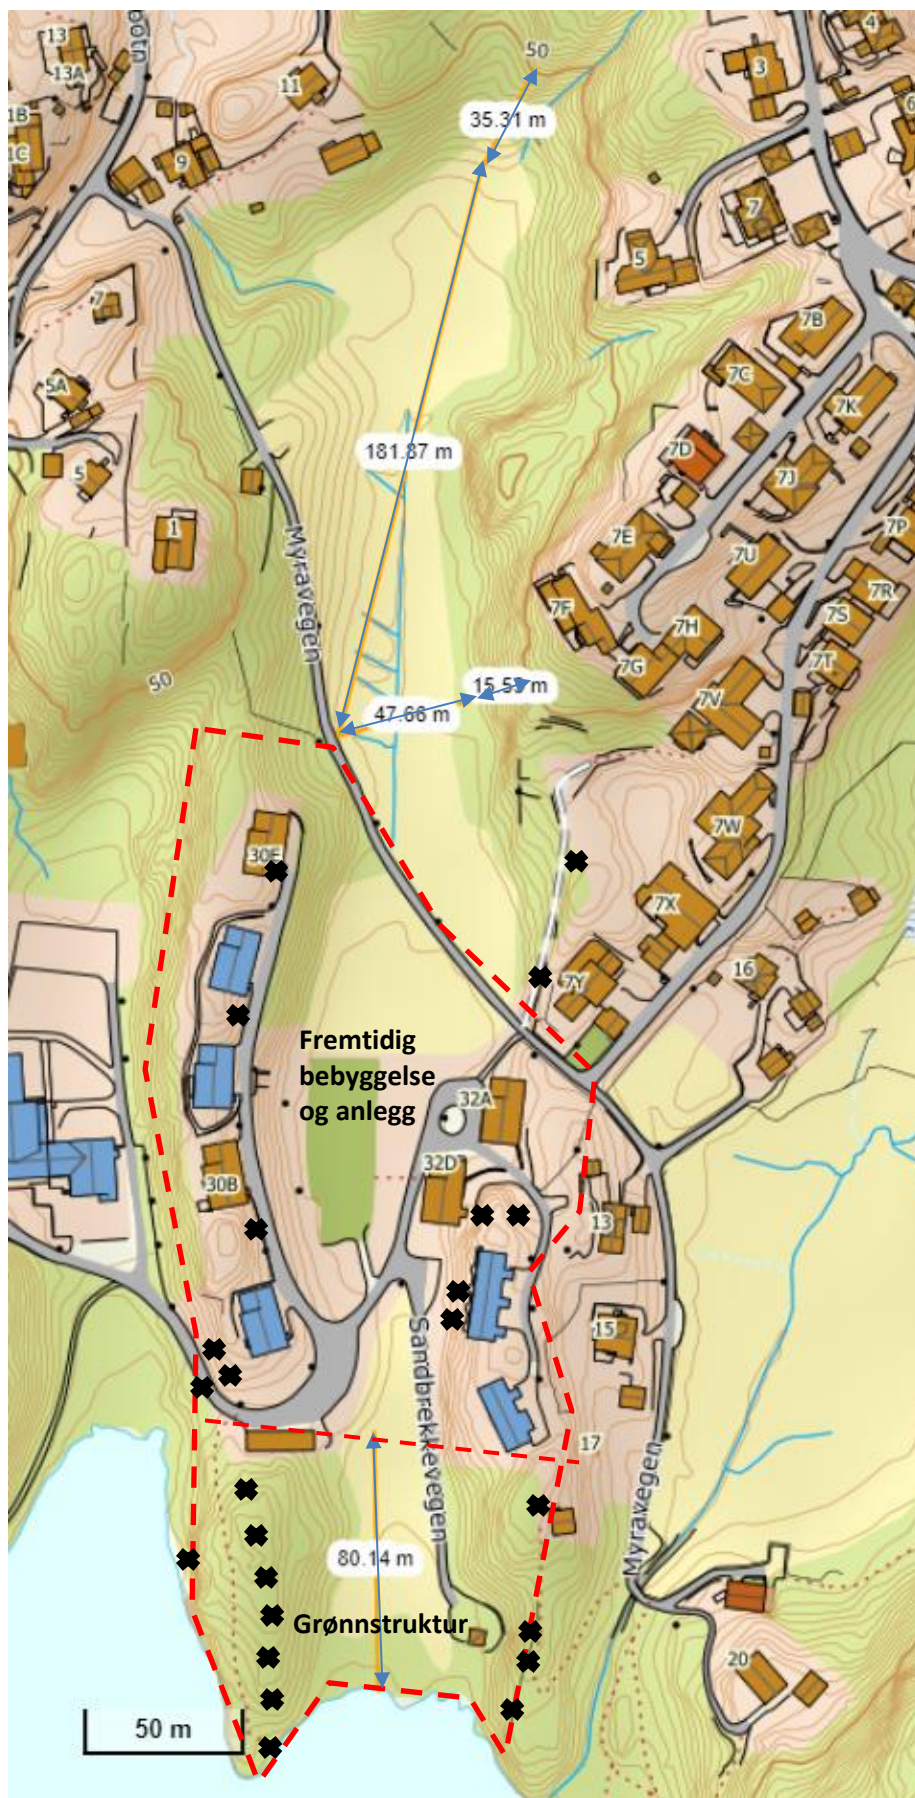 botn
13
13A
11
50
4
3
35.31 m
1B
1C
9
6
7
5
7
7B
7C
5A
7K
181.87 m
7D
5
7J
1
7E
7P
Myravegen
7U
7R
7F
7S
7H
7T
7G
50
15.53 m
7V
47.66 m
7W
30E
7X
16
7Y
Fremtidig
bebyggelse
og anlegg
32A
32D
30B
13
15
Sandbrekkevegen
17
Myravegen
80.14 m
Grønnstruktur
20
50 m